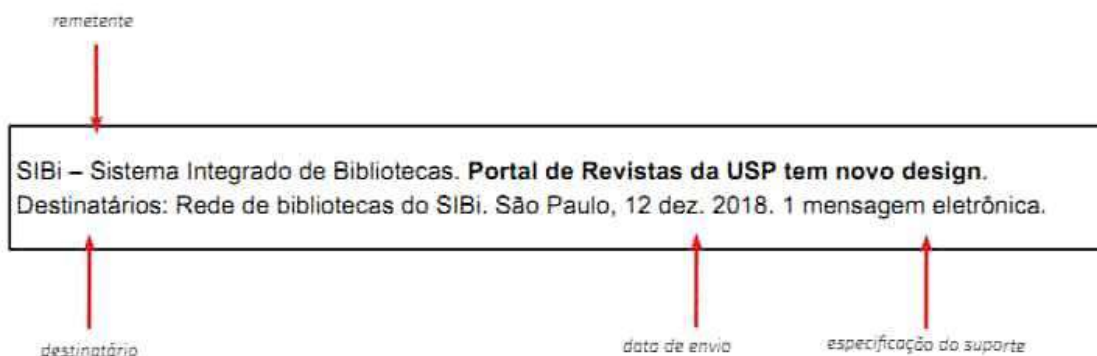 remetente
SIBi – Sistema Integrado de Bibliotecas. Portal de Revistas da USP tem novo design.
Destinatários: Rede de bibliotecas do SIBi. São Paulo, 12 dez. 2018. 1 mensagem eletrônica.
destinatário data de envio especificação do suporte